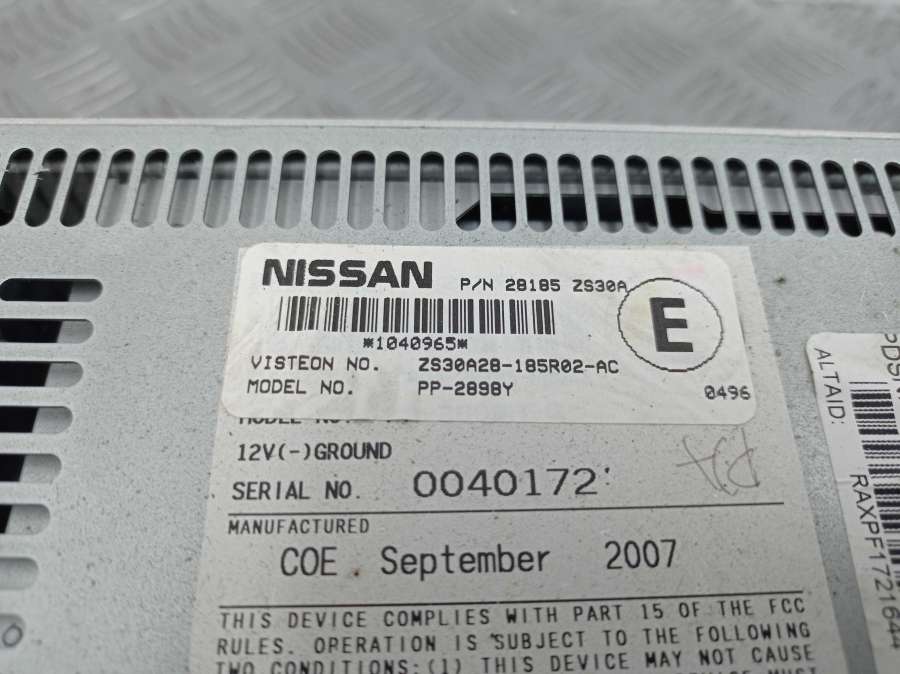 NISSAN P/N 28185 ZS30A
E
*1040965*
VISTEON NO. ZS30A28-185R02-AC
MODEL NO. PP-2898Y 0496
MODEL NO.
12V(-)GROUND
SERIAL NO. 0040172
MANUFACTURED
COE September 2007
THIS DEVICE COMPLIES WITH PART 15 OF THE FCC
RULES. OPERATION IS SUBJECT TO THE FOLLOWING
TWO CONDITIONS:(1) THIS DEVICE MAY NOT CAUSE
ALTAID:
RAXPF1721644